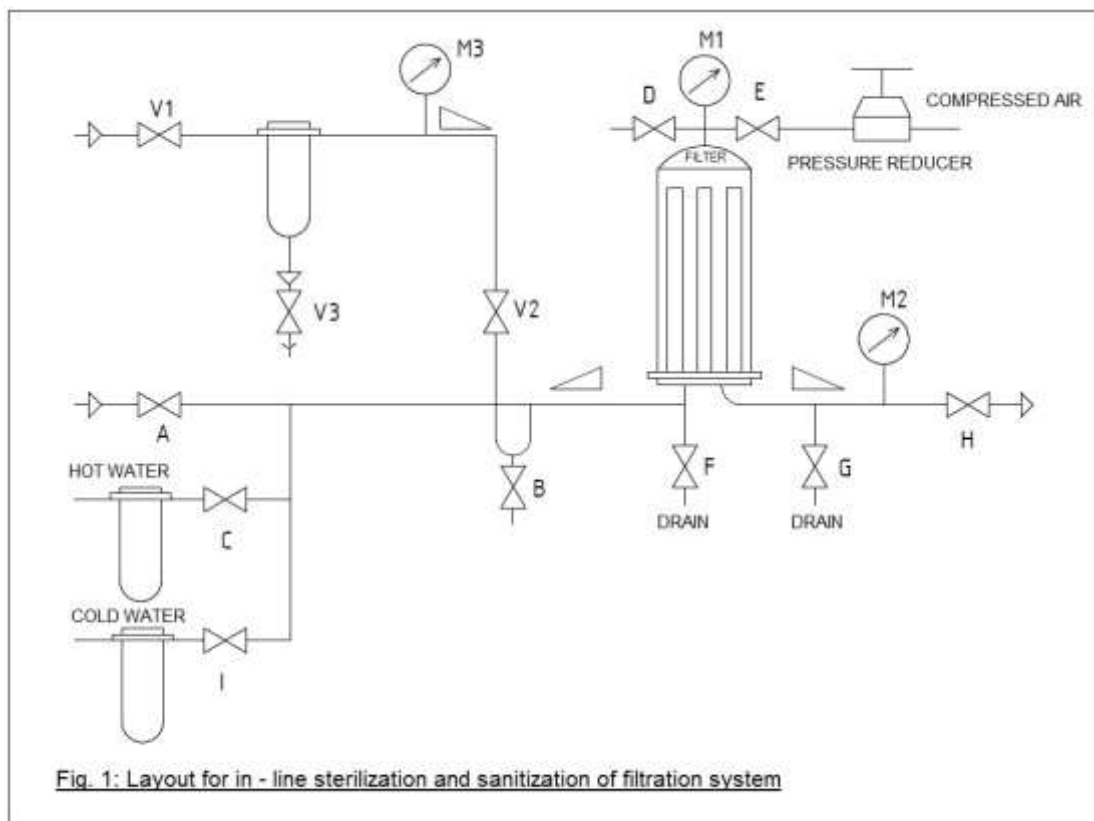 M3
M1
V1
D
E
COMPRESSED AIR
FILTER
PRESSURE REDUCER
V3
V2
M2
A
HOT WATER
B
F
G
H
C
DRAIN
DRAIN
COLD WATER
I
Fig. 1: Layout for in - line sterilization and sanitization of filtration system